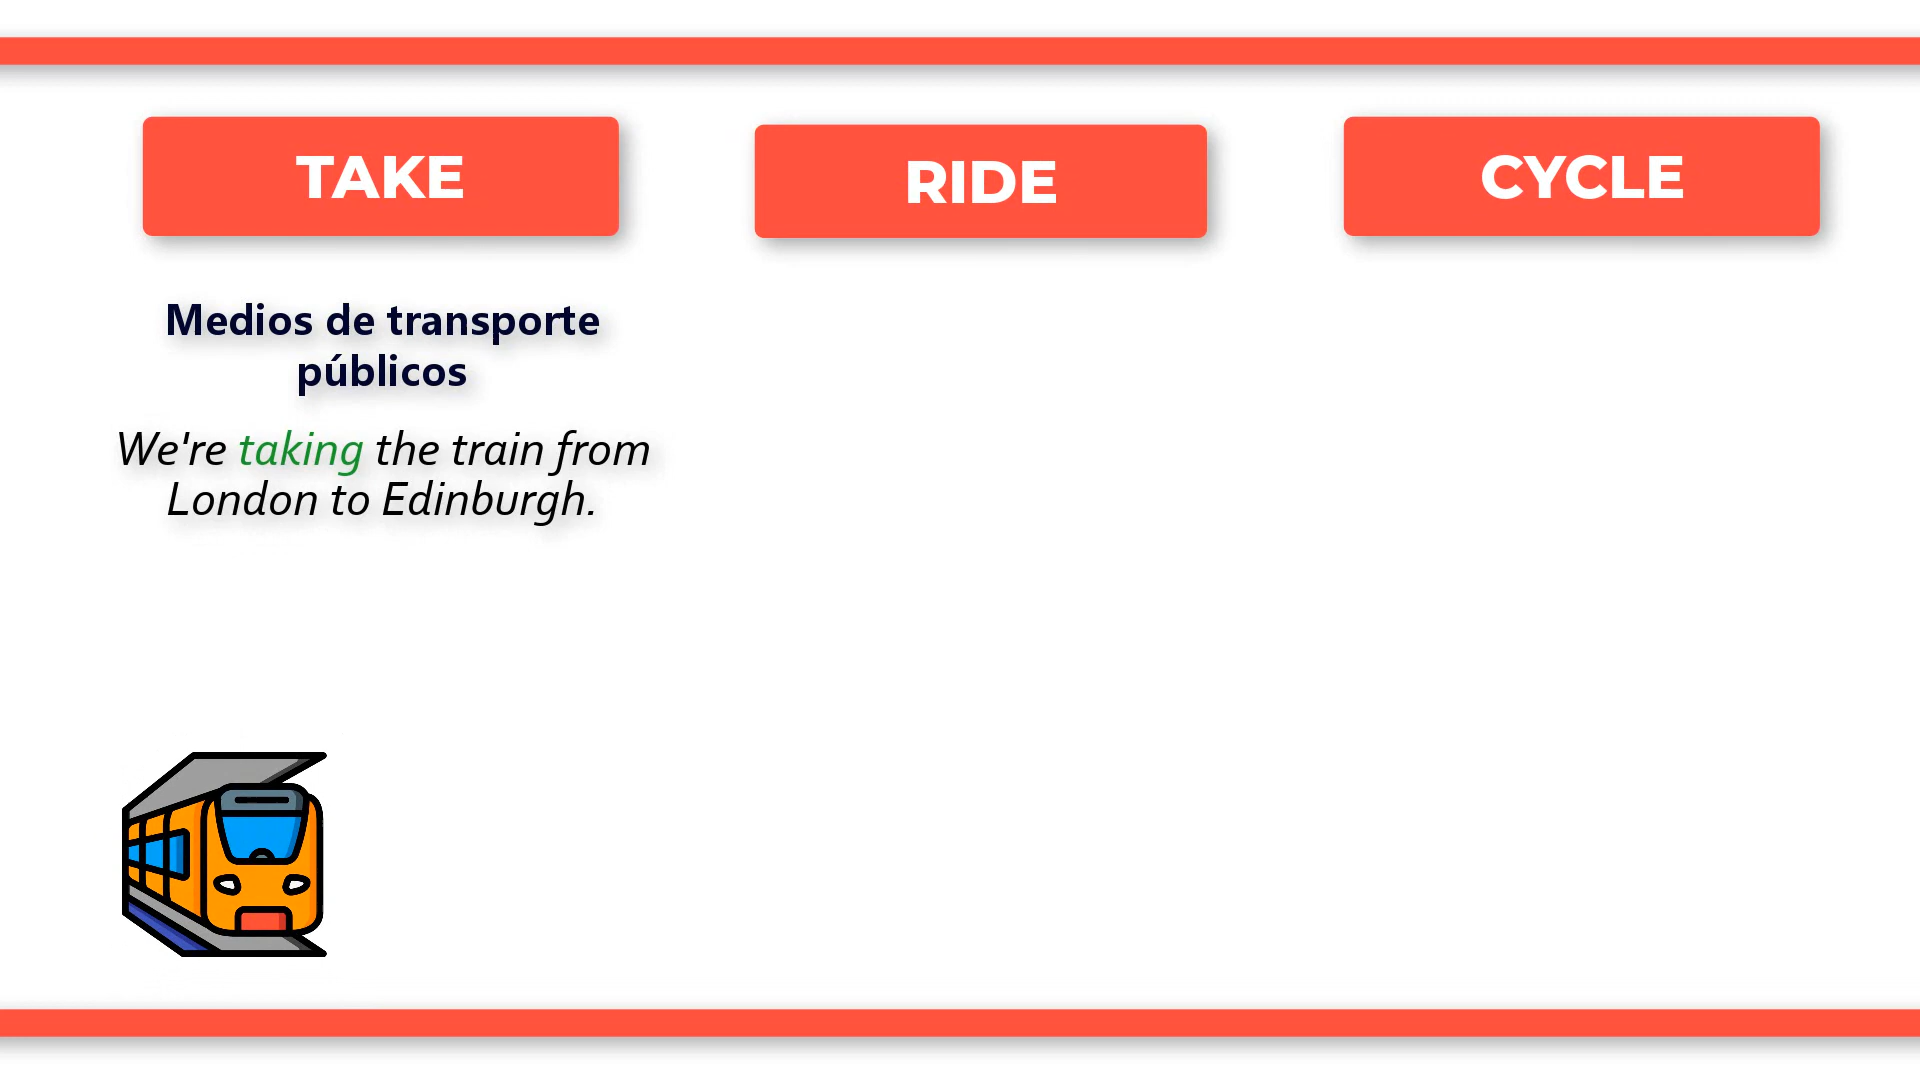 TAKE
RIDE
CYCLE
Medios de transporte
públicos
We're taking the train from
London to Edinburgh.